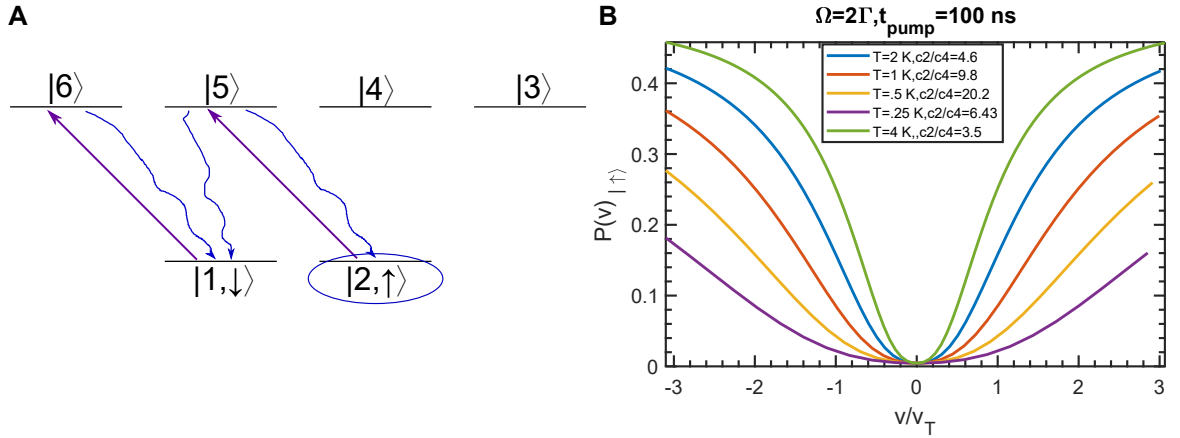 A
|6⟩ |5⟩ |4⟩ |3⟩
|1,↓⟩ |2,↑⟩
B
Ω=2Γ,t_pump=100 ns
T=2 K,c2/c4=4.6
T=1 K,c2/c4=9.8
T=.5 K,c2/c4=20.2
T=.25 K,c2/c4=6.43
T=4 K,,c2/c4=3.5
P(v)_|↑⟩
0.4
0.3
0.2
0.1
0
-3 -2 -1 0 1 2 3
v/v_T